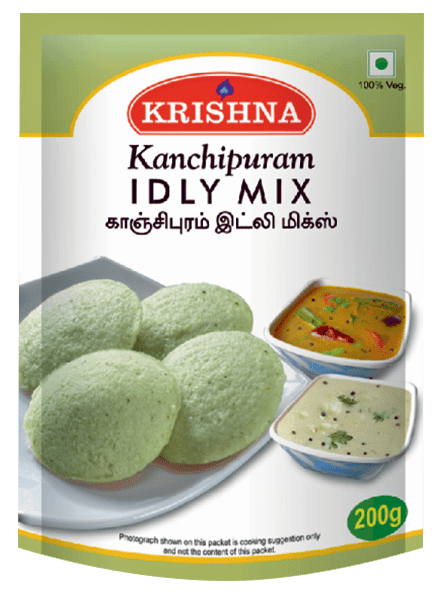 100% Veg.
KRISHNA
Kanchipuram
IDLY MIX
காஞ்சிபுரம் இட்லி மிக்ஸ்
200g
Photograph shown on this packet is cooking suggestion only
and not the content of this packet.